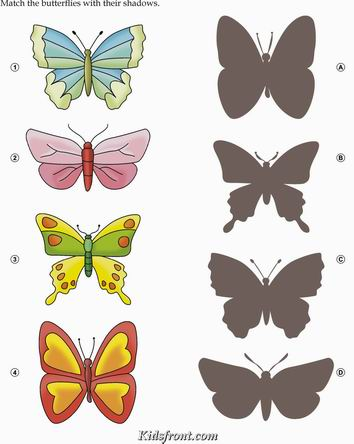 Match the butterflies with their shadows.
1 A
2 B
3 C
4 D
Kidsfront.com